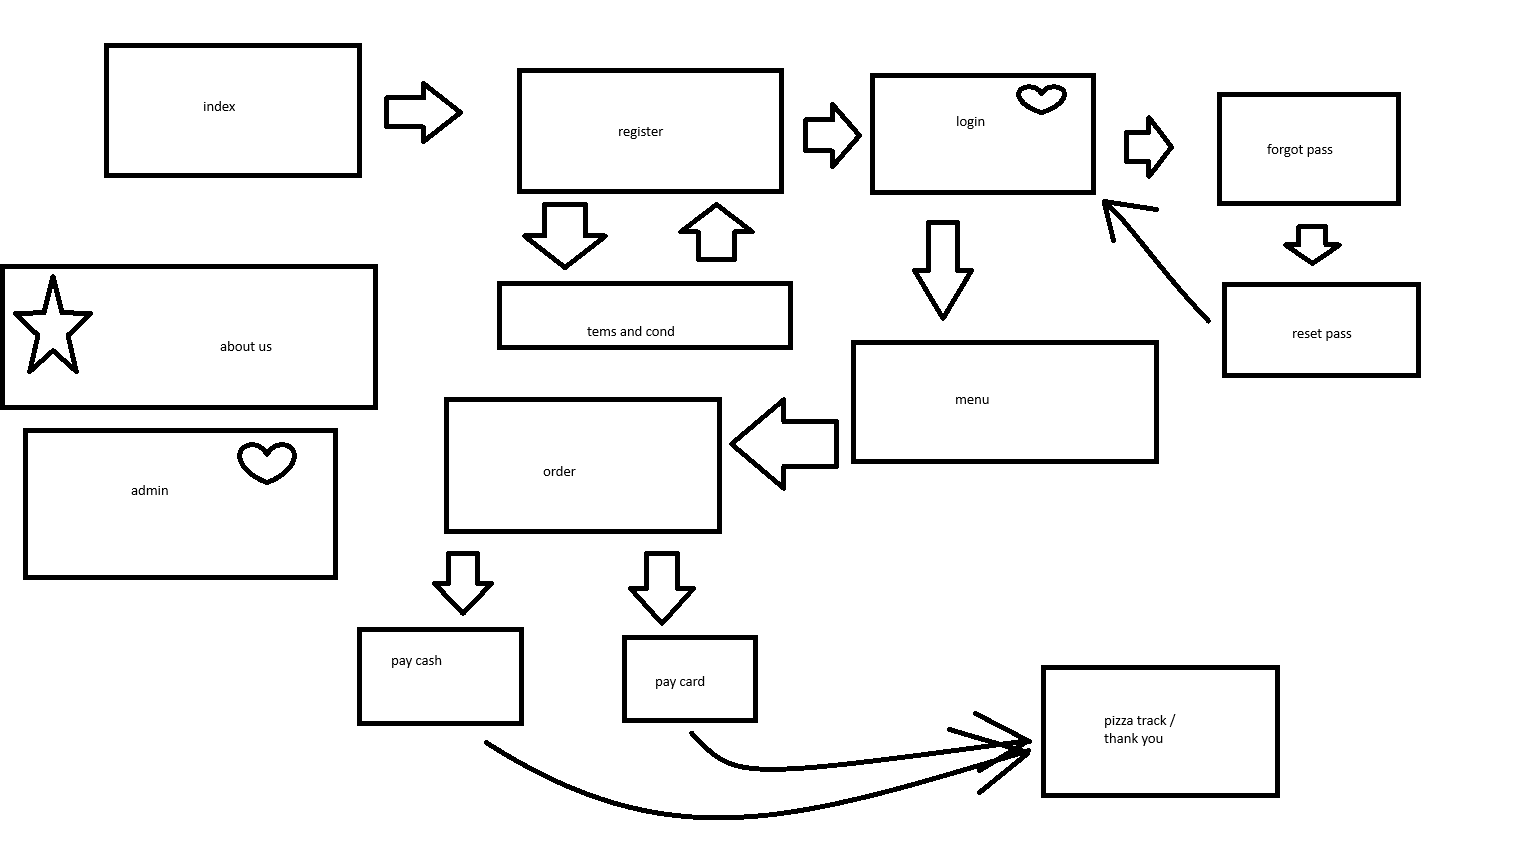 index
register
login
forgot pass
about us
tems and cond
reset pass
menu
admin
order
pay cash
pay card
pizza track /
thank you